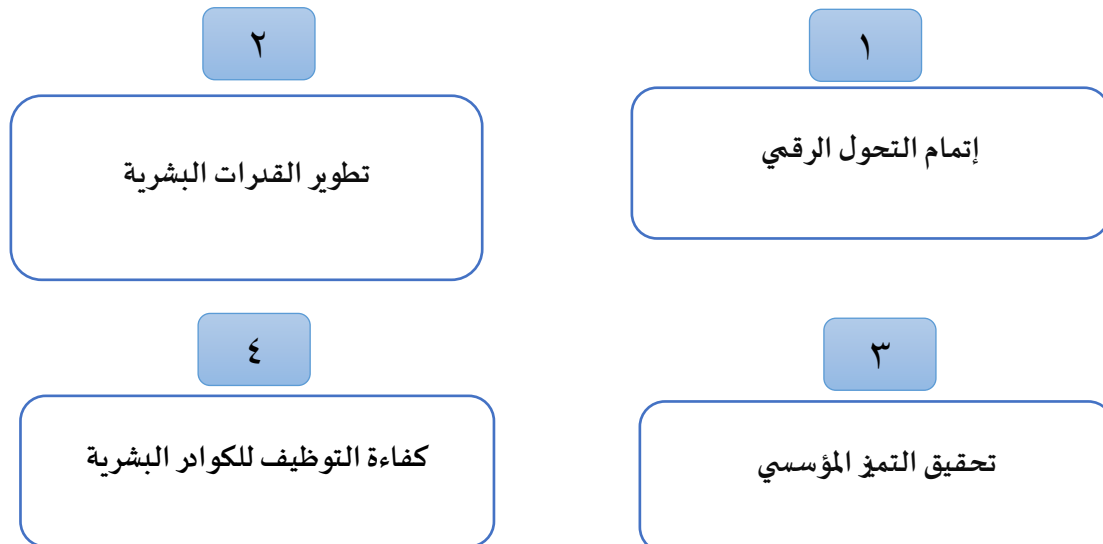 ١
إتمام التحول الرقمي
٢
تطوير القدرات البشرية
٣
تحقيق التميز المؤسسي
٤
كفاءة التوظيف للكوادر البشرية